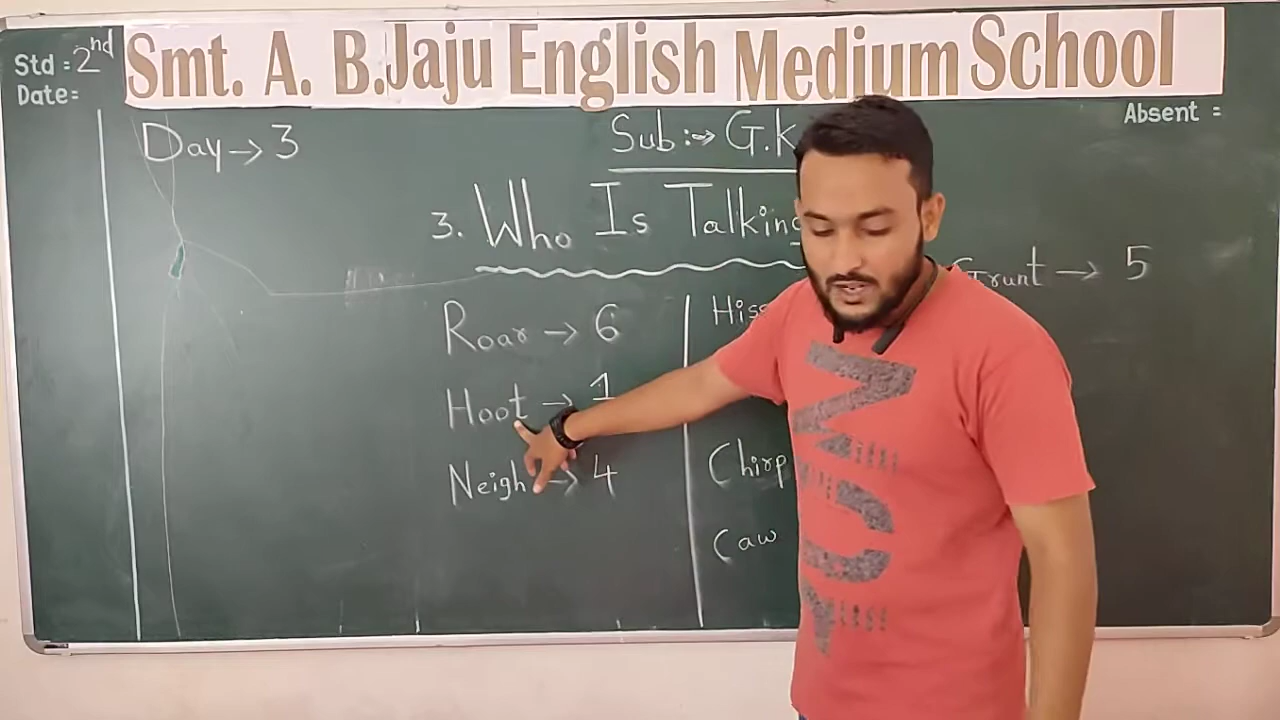 Smt. A. B. Jaju English Medium School
Std :- 2nd
Date:-
Absent =
Day → 3
Sub :→ G.K
3. Who Is Talking
Grunt → 5
Roar → 6
Hoot → 1
Neigh → 4
Hiss
Chirp
Caw